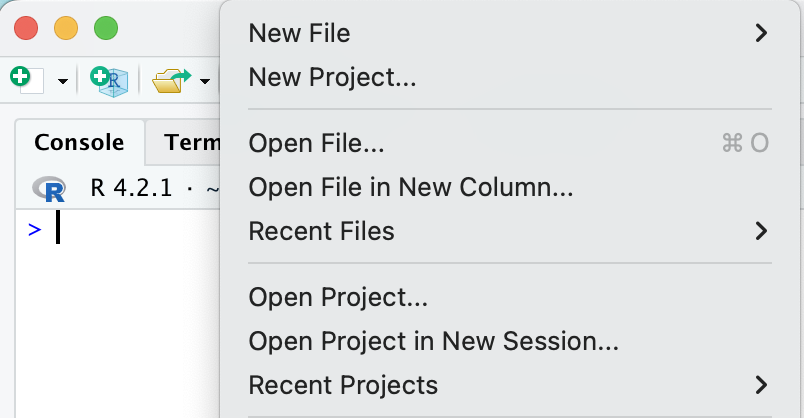 New File
New Project...
Open File...
⌘ O
Open File in New Column...
Recent Files
Open Project...
Open Project in New Session...
Recent Projects
R
Console
Term
R
R 4.2.1 · ~
>